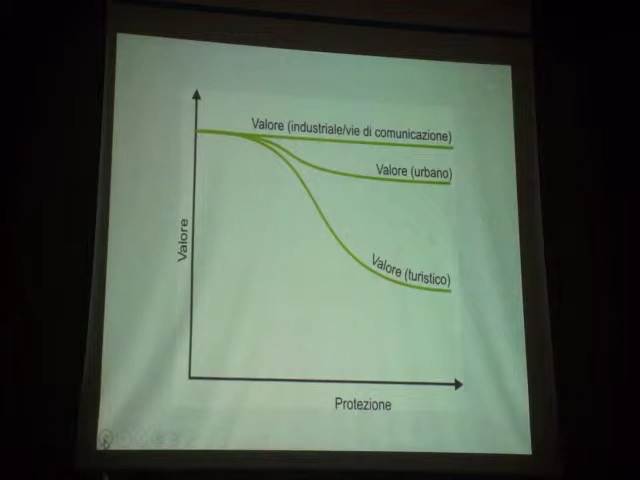 Valore (industriale/vie di comunicazione)
Valore (urbano)
Valore
Valore (turistico)
Protezione